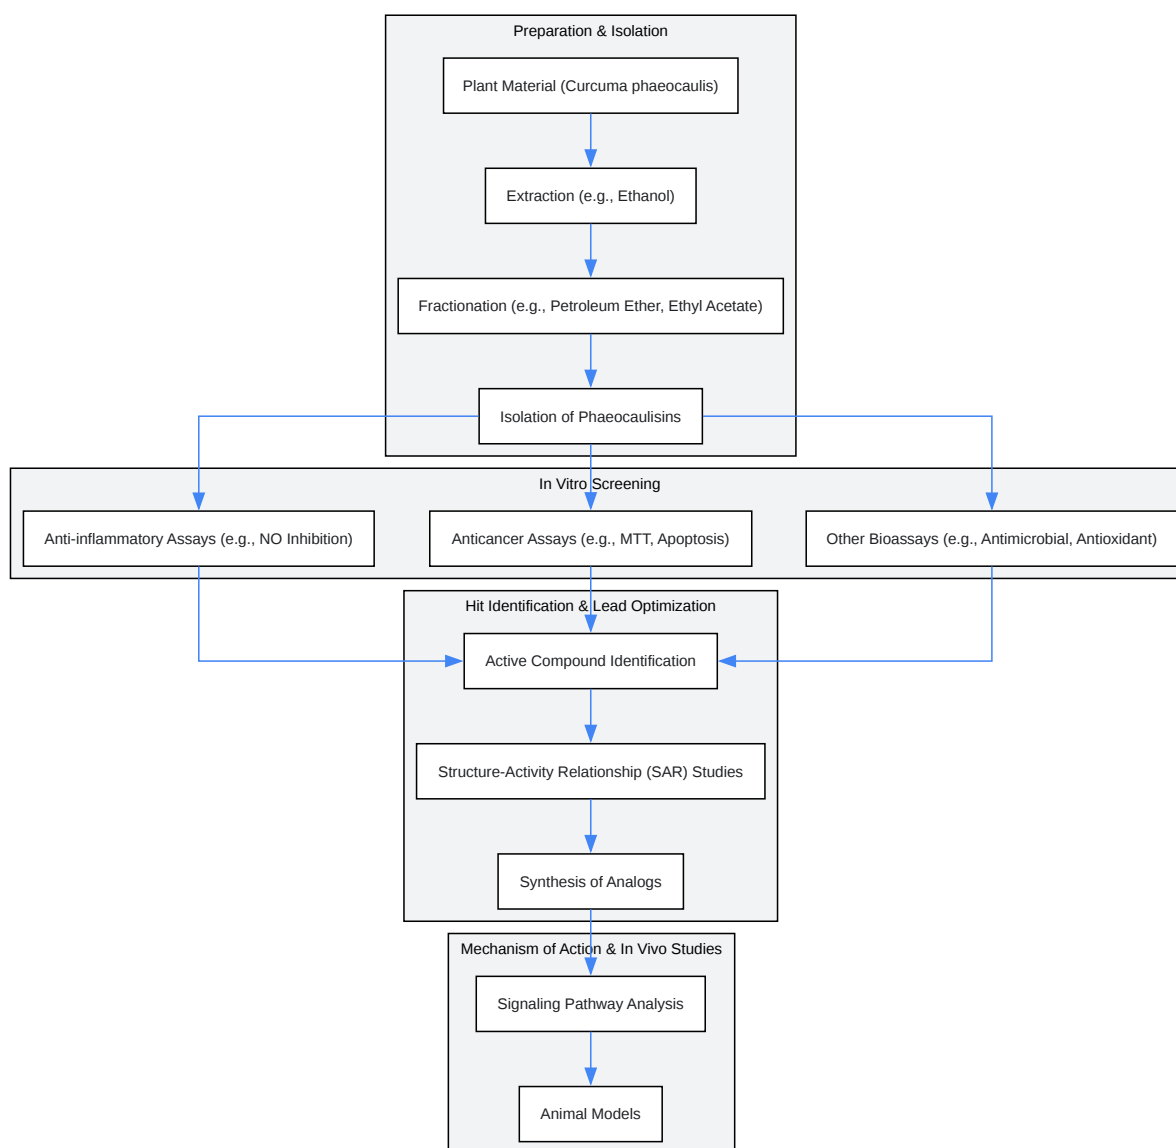 Preparation & Isolation
Plant Material (Curcuma phaeocaulis)
Extraction (e.g., Ethanol)
Fractionation (e.g., Petroleum Ether, Ethyl Acetate)
Isolation of Phaeocaulisins
In Vitro Screening
Anti-inflammatory Assays (e.g., NO Inhibition)
Anticancer Assays (e.g., MTT, Apoptosis)
Other Bioassays (e.g., Antimicrobial, Antioxidant)
Hit Identification & Lead Optimization
Active Compound Identification
Structure-Activity Relationship (SAR) Studies
Synthesis of Analogs
Mechanism of Action & In Vivo Studies
Signaling Pathway Analysis
Animal Models